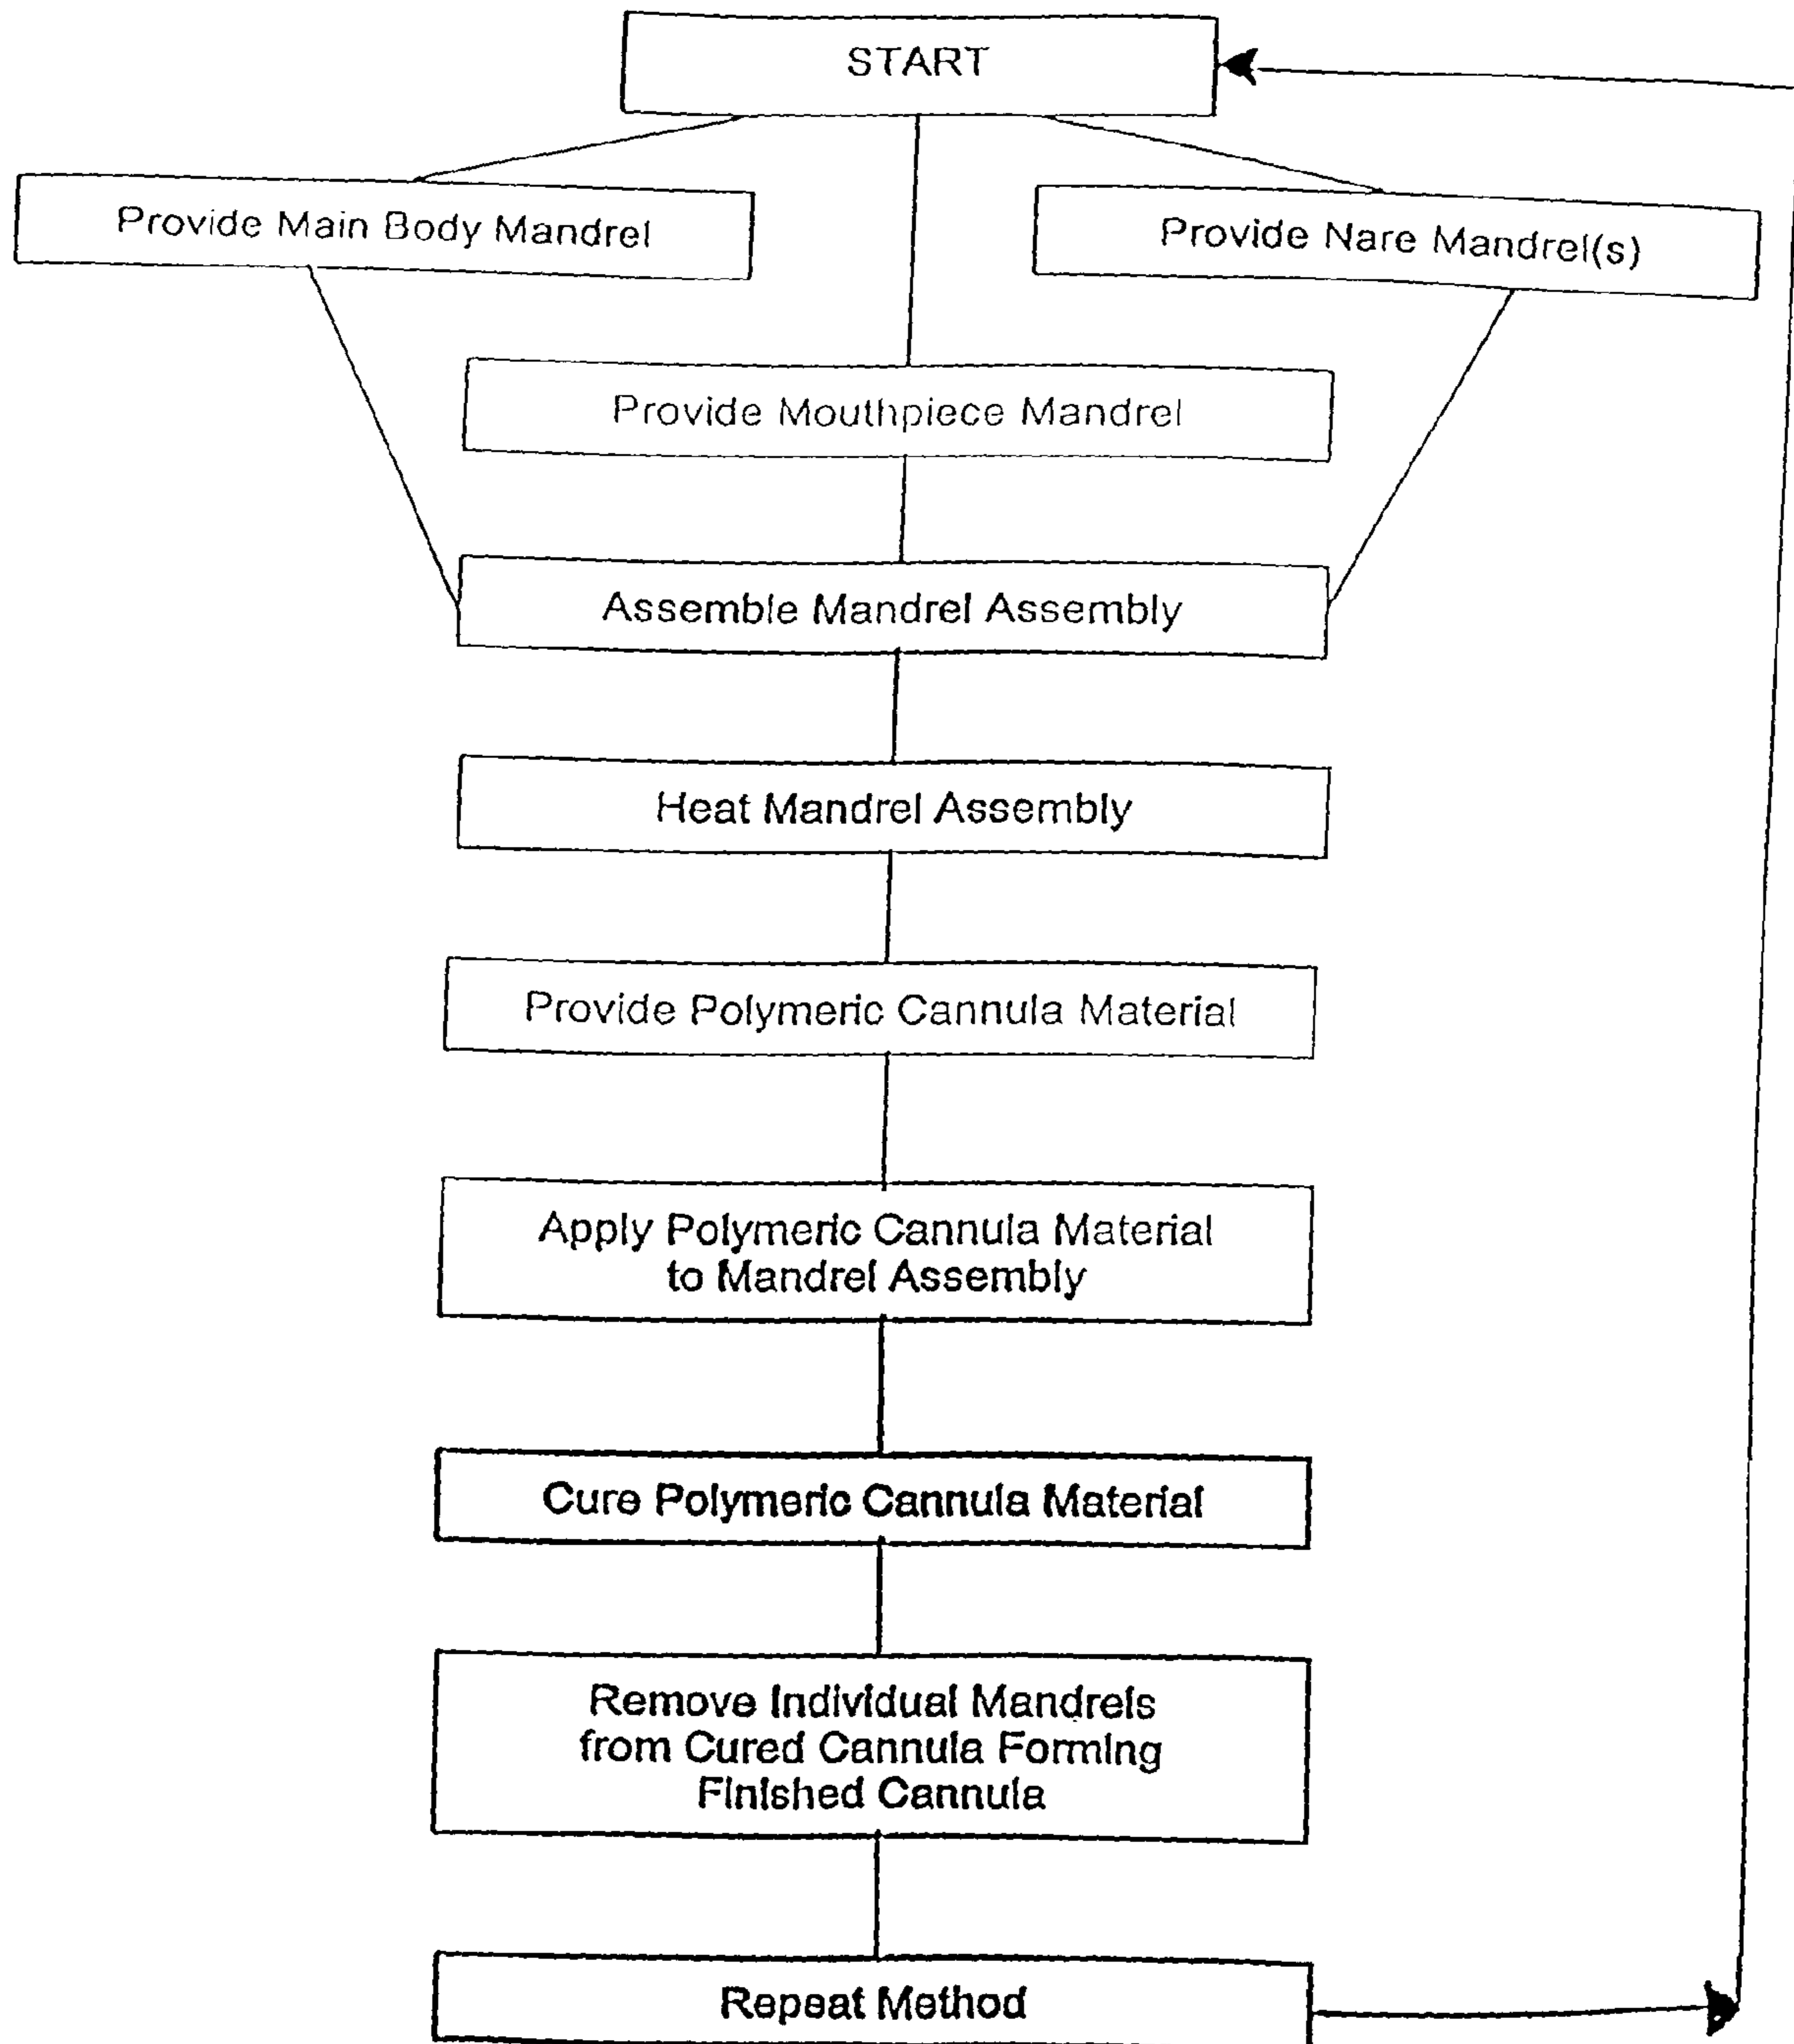 START
Provide Main Body Mandrel
Provide Nare Mandrel(s)
Provide Mouthpiece Mandrel
Assemble Mandrel Assembly
Heat Mandrel Assembly
Provide Polymeric Cannula Material
Apply Polymeric Cannula Material
to Mandrel Assembly
Cure Polymeric Cannula Material
Remove Individual Mandrels
from Cured Cannula Forming
Finished Cannula
Repeat Method